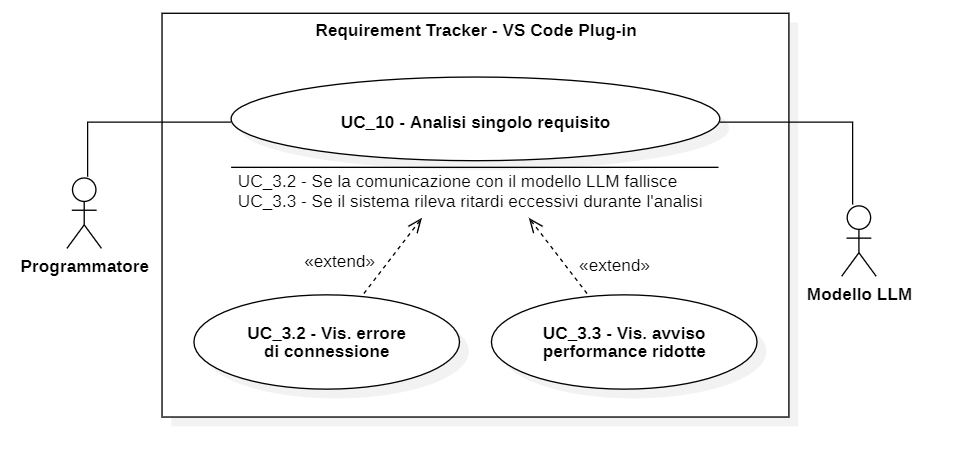 Requirement Tracker - VS Code Plug-in
UC_10 - Analisi singolo requisito
UC_3.2 - Se la comunicazione con il modello LLM fallisce
UC_3.3 - Se il sistema rileva ritardi eccessivi durante l'analisi
Programmatore
Modello LLM
«extend»
«extend»
UC_3.2 - Vis. errore
di connessione
UC_3.3 - Vis. avviso
performance ridotte